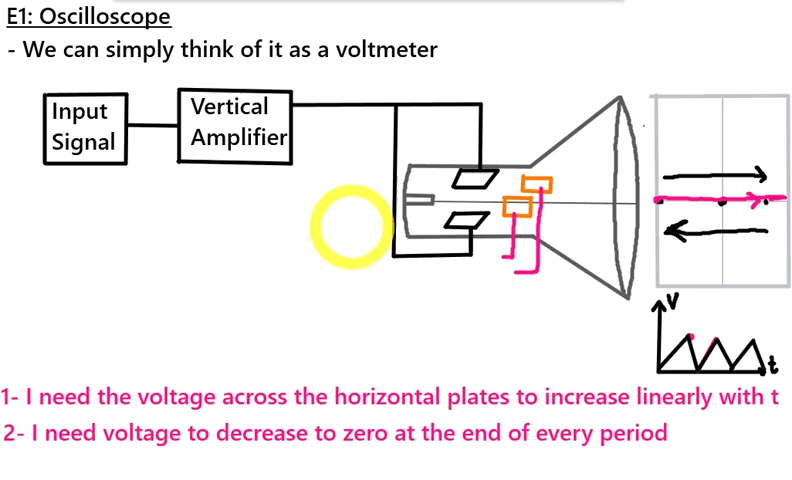 E1: Oscilloscope
- We can simply think of it as a voltmeter
Input
Signal
Vertical
Amplifier
V
t
1- I need the voltage across the horizontal plates to increase linearly with t
2- I need voltage to decrease to zero at the end of every period